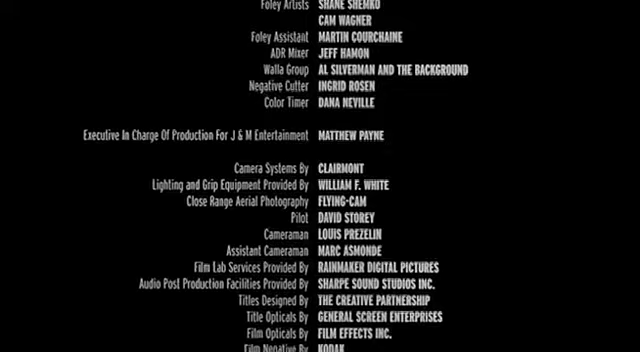 Foley Artists SHANE SHEMKO
CAM WAGNER
Foley Assistant MARTIN COURCHAINE
ADR Mixer JEFF HAMON
Walla Group AL SILVERMAN AND THE BACKGROUND
Negative Cutter INGRID ROSEN
Color Timer DANA NEVILLE
Executive In Charge Of Production For J & M Entertainment MATTHEW PAYNE
Camera Systems By CLAIRMONT
Lighting and Grip Equipment Provided By WILLIAM F. WHITE
Close Range Aerial Photography FLYING-CAM
Pilot DAVID STOREY
Cameraman LOUIS PREZELIN
Assistant Cameraman MARC ASMONDE
Film Lab Services Provided By RAINMAKER DIGITAL PICTURES
Audio Post Production Facilities Provided By SHARPE SOUND STUDIOS INC.
Titles Designed By THE CREATIVE PARTNERSHIP
Title Opticals By GENERAL SCREEN ENTERPRISES
Film Opticals By FILM EFFECTS INC.
Film Negative By KODAK